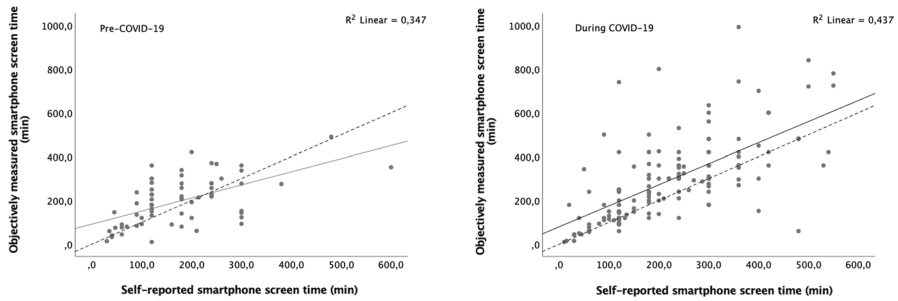 Pre-COVID-19
R² Linear = 0,347
1000,0
800,0
600,0
400,0
200,0
,0
Objectively measured smartphone screen time
(min)
,0 100,0 200,0 300,0 400,0 500,0 600,0
Self-reported smartphone screen time (min)
During COVID-19
R² Linear = 0,437
1000,0
800,0
600,0
400,0
200,0
,0
Objectively measured smartphone screen time
(min)
,0 100,0 200,0 300,0 400,0 500,0 600,0
Self-reported smartphone screen time (min)